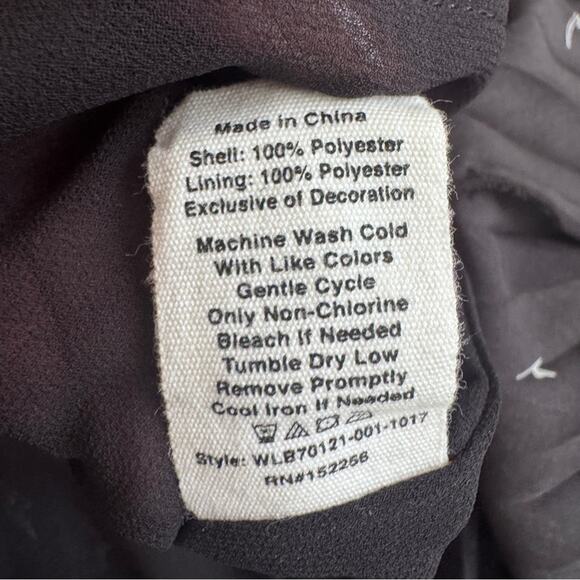 Made in China
Shell: 100% Polyester
Lining: 100% Polyester
Exclusive of Decoration
Machine Wash Cold
With Like Colors
Gentle Cycle
Only Non-Chlorine
Bleach If Needed
Tumble Dry Low
Remove Promptly
Cool Iron If Needed
Style: WLB70121-001-1017
RN#152256